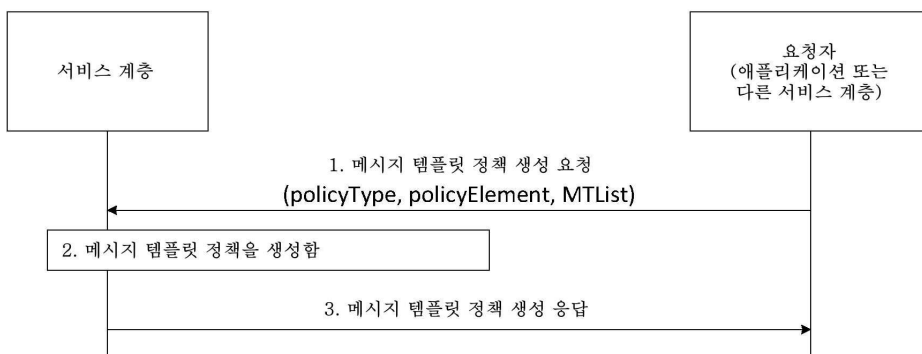 서비스 계층
요청자
(애플리케이션 또는
다른 서비스 계층)
1. 메시지 템플릿 정책 생성 요청
(policyType, policyElement, MTList)
2. 메시지 템플릿 정책을 생성함
3. 메시지 템플릿 정책 생성 응답